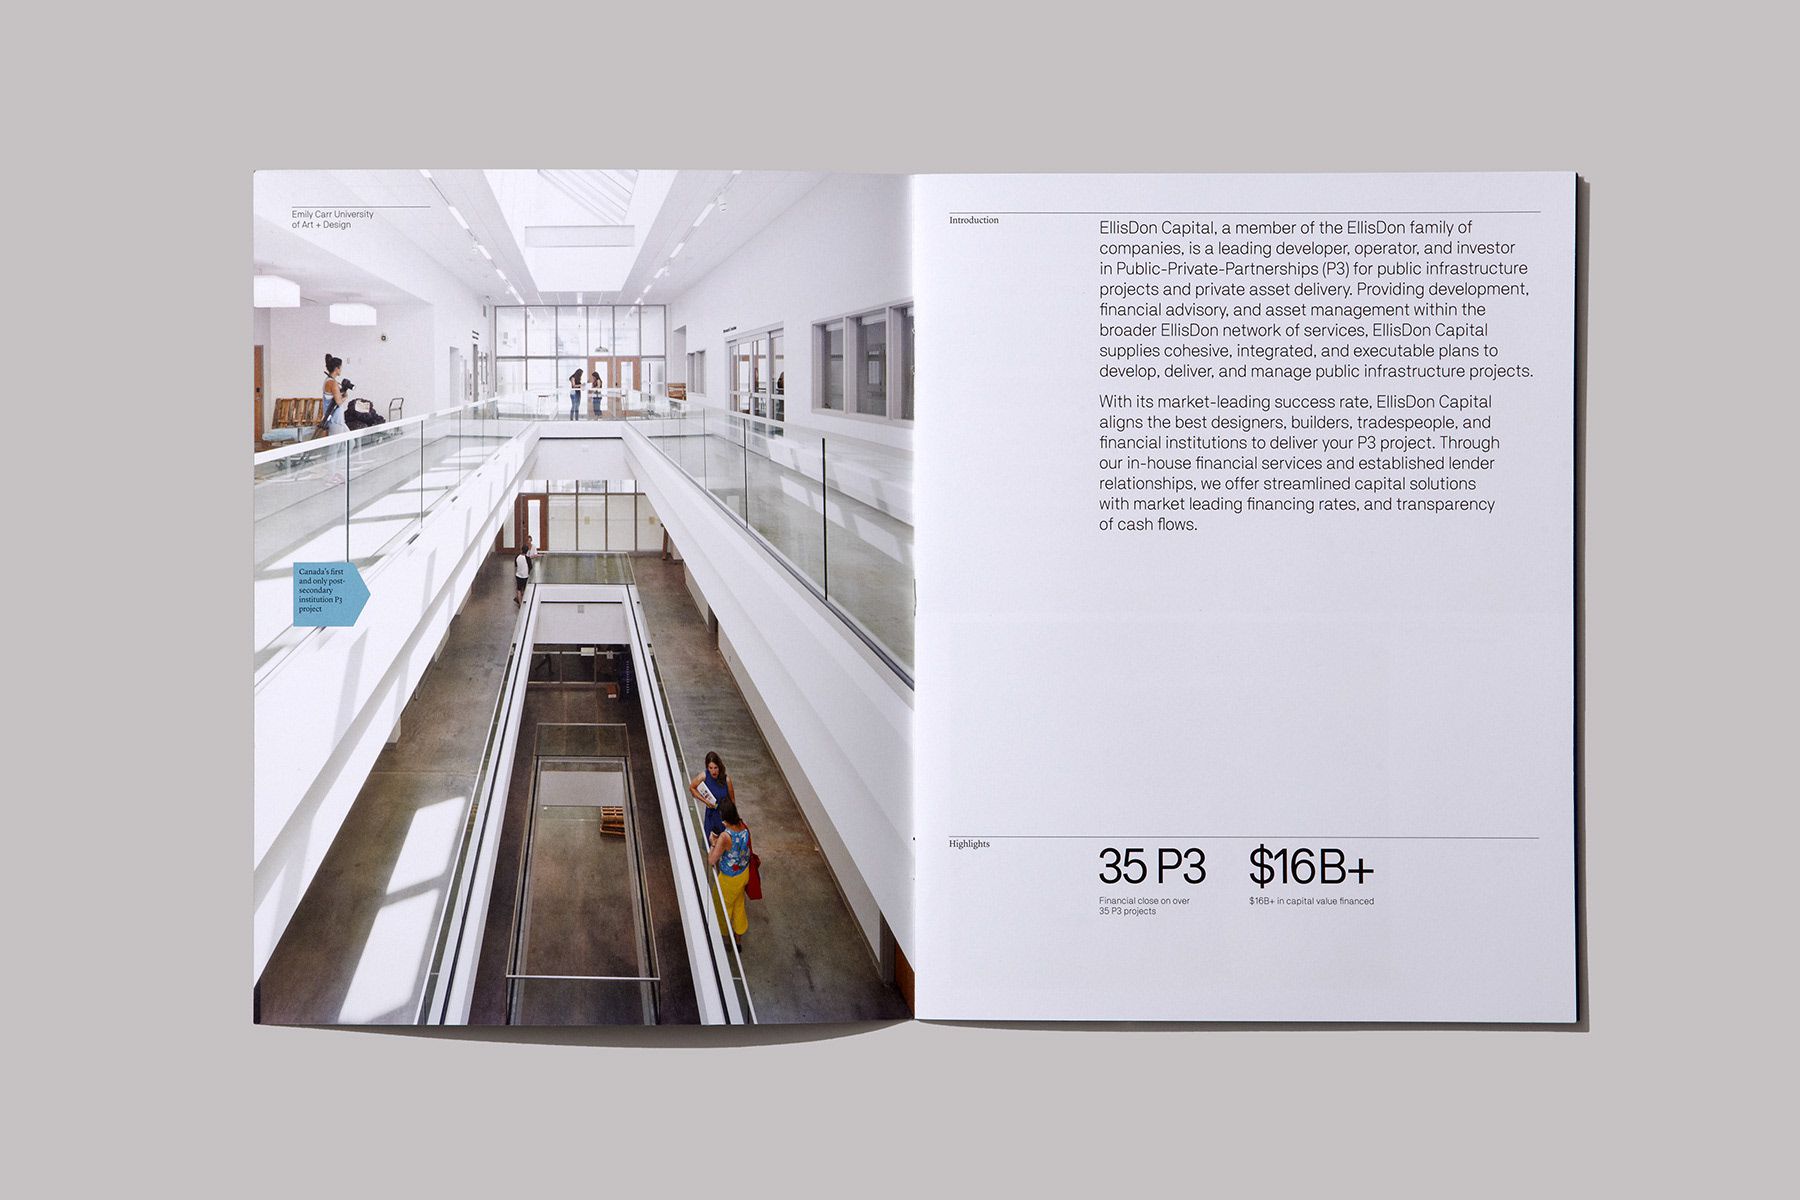 Emily Carr University
of Art + Design
Canada's first
and only post-
secondary
institution P3
project
Introduction
EllisDon Capital, a member of the EllisDon family of
companies, is a leading developer, operator, and investor
in Public-Private-Partnerships (P3) for public infrastructure
projects and private asset delivery. Providing development,
financial advisory, and asset management within the
broader EllisDon network of services, EllisDon Capital
supplies cohesive, integrated, and executable plans to
develop, deliver, and manage public infrastructure projects.
With its market-leading success rate, EllisDon Capital
aligns the best designers, builders, tradespeople, and
financial institutions to deliver your P3 project. Through
our in-house financial services and established lender
relationships, we offer streamlined capital solutions
with market leading financing rates, and transparency
of cash flows.
Highlights
35 P3
Financial close on over
35 P3 projects
$16B+
$16B+ in capital value financed